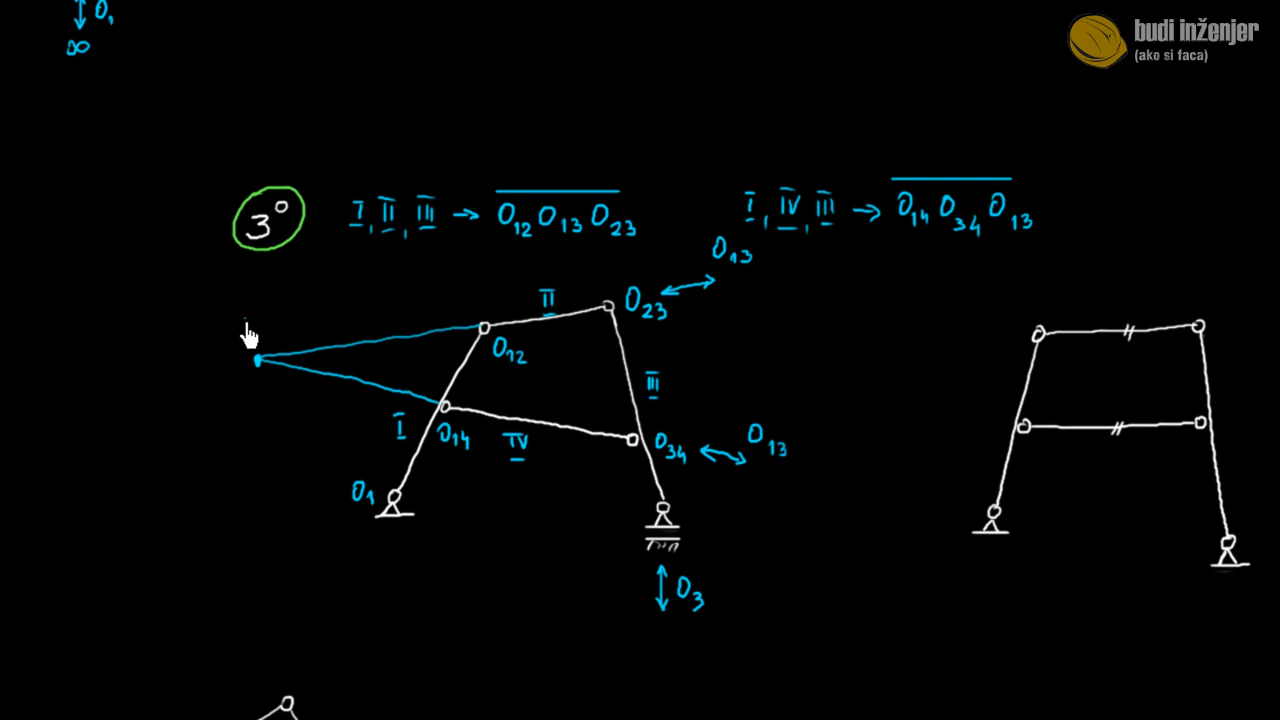 O₁
∞
budi inženjer
(ako si faca)
3°
I, II, III → O₁₂ O₁₃ O₂₃
I, IV, III → O₁₄ O₃₄ O₁₃
O₁₃
II
O₂₃
O₁₂
III
I
O₁₄
IV
O₃₄
O₁₃
O₁
O₃